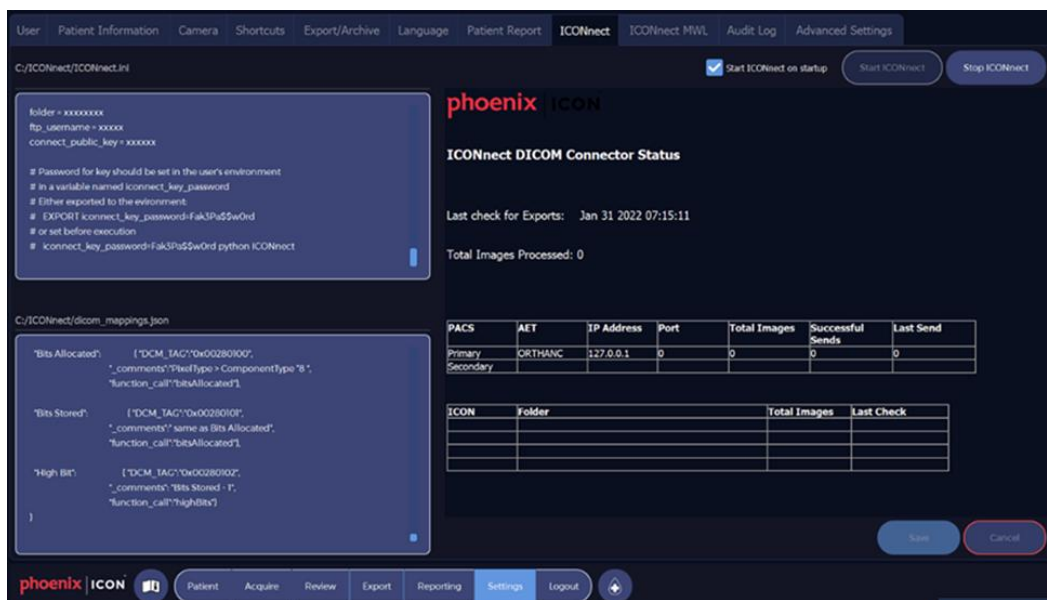 User Patient Information Camera Shortcuts Export/Archive Language Patient Report ICONnect ICONnect MWL Audit Log Advanced Settings
C:/ICONnect/ICONnect.ini
Start ICONnect on startup
Start ICONnect
Stop ICONnect
folder = xxxxxxxx
ftp_username = xxxxx
connect_public_key = xxxxxx
# Password for key should be set in the user's environment
# in a variable named iconnect_key_password
# Either exported to the evironment:
# EXPORT iconnect_key_password=Fak3Pa$$w0rd
# or set before execution
# iconnect_key_password=Fak3Pa$$w0rd python ICONnect
C:/ICONnect/dicom_mappings.json
"Bits Allocated": { "DCM_TAG":"0x00280100",
"_comments":"PixelType > ComponentType "8 ",
"function_call":"bitsAllocated"},
"Bits Stored": { "DCM_TAG":"0x00280101",
"_comments":" same as Bits Allocated",
"function_call":"bitsAllocated"},
"High Bit": { "DCM_TAG":"0x00280102",
"_comments": "Bits Stored - 1",
"function_call":"highBits"}
}
phoenix | ICON
ICONnect DICOM Connector Status
Last check for Exports: Jan 31 2022 07:15:11
Total Images Processed: 0
PACS AET IP Address Port Total Images Successful Sends Last Send
Primary ORTHANC 127.0.0.1 0 0 0 0
Secondary
ICON Folder Total Images Last Check
Save Cancel
phoenix | ICON Patient Acquire Review Export Reporting Settings Logout